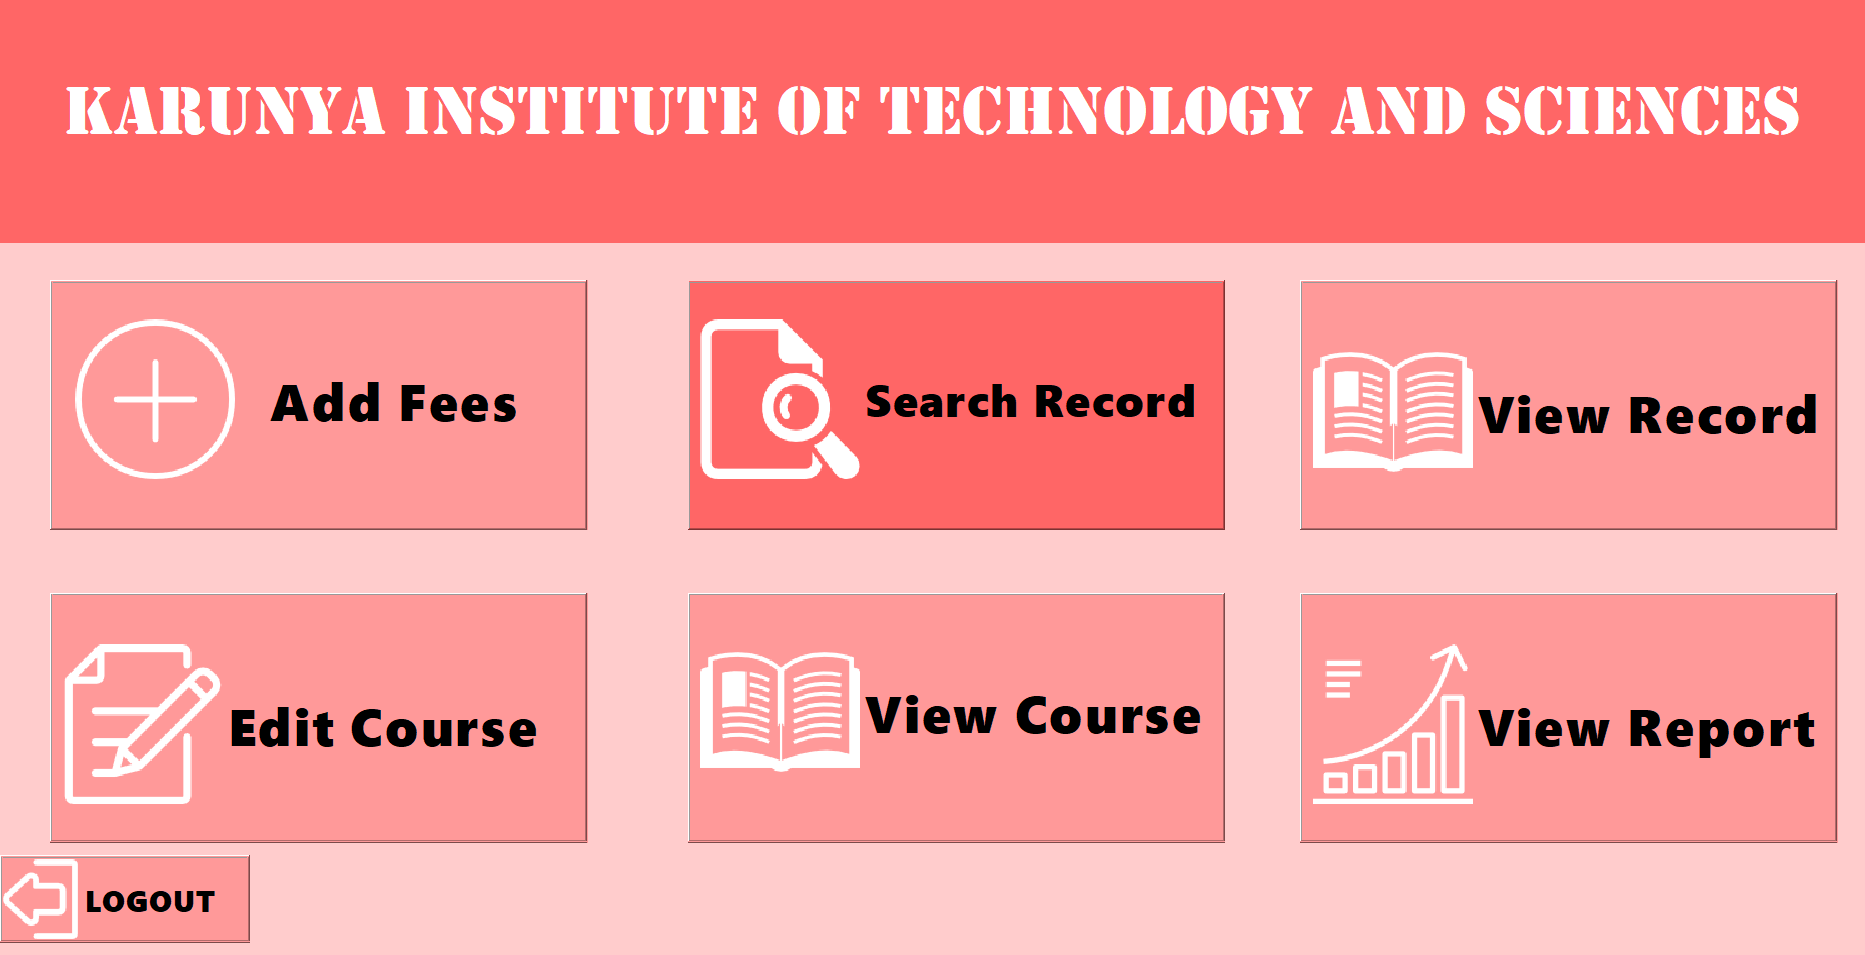 KARUNYA INSTITUTE OF TECHNOLOGY AND SCIENCES
Add Fees
Search Record
View Record
Edit Course
View Course
View Report
LOGOUT